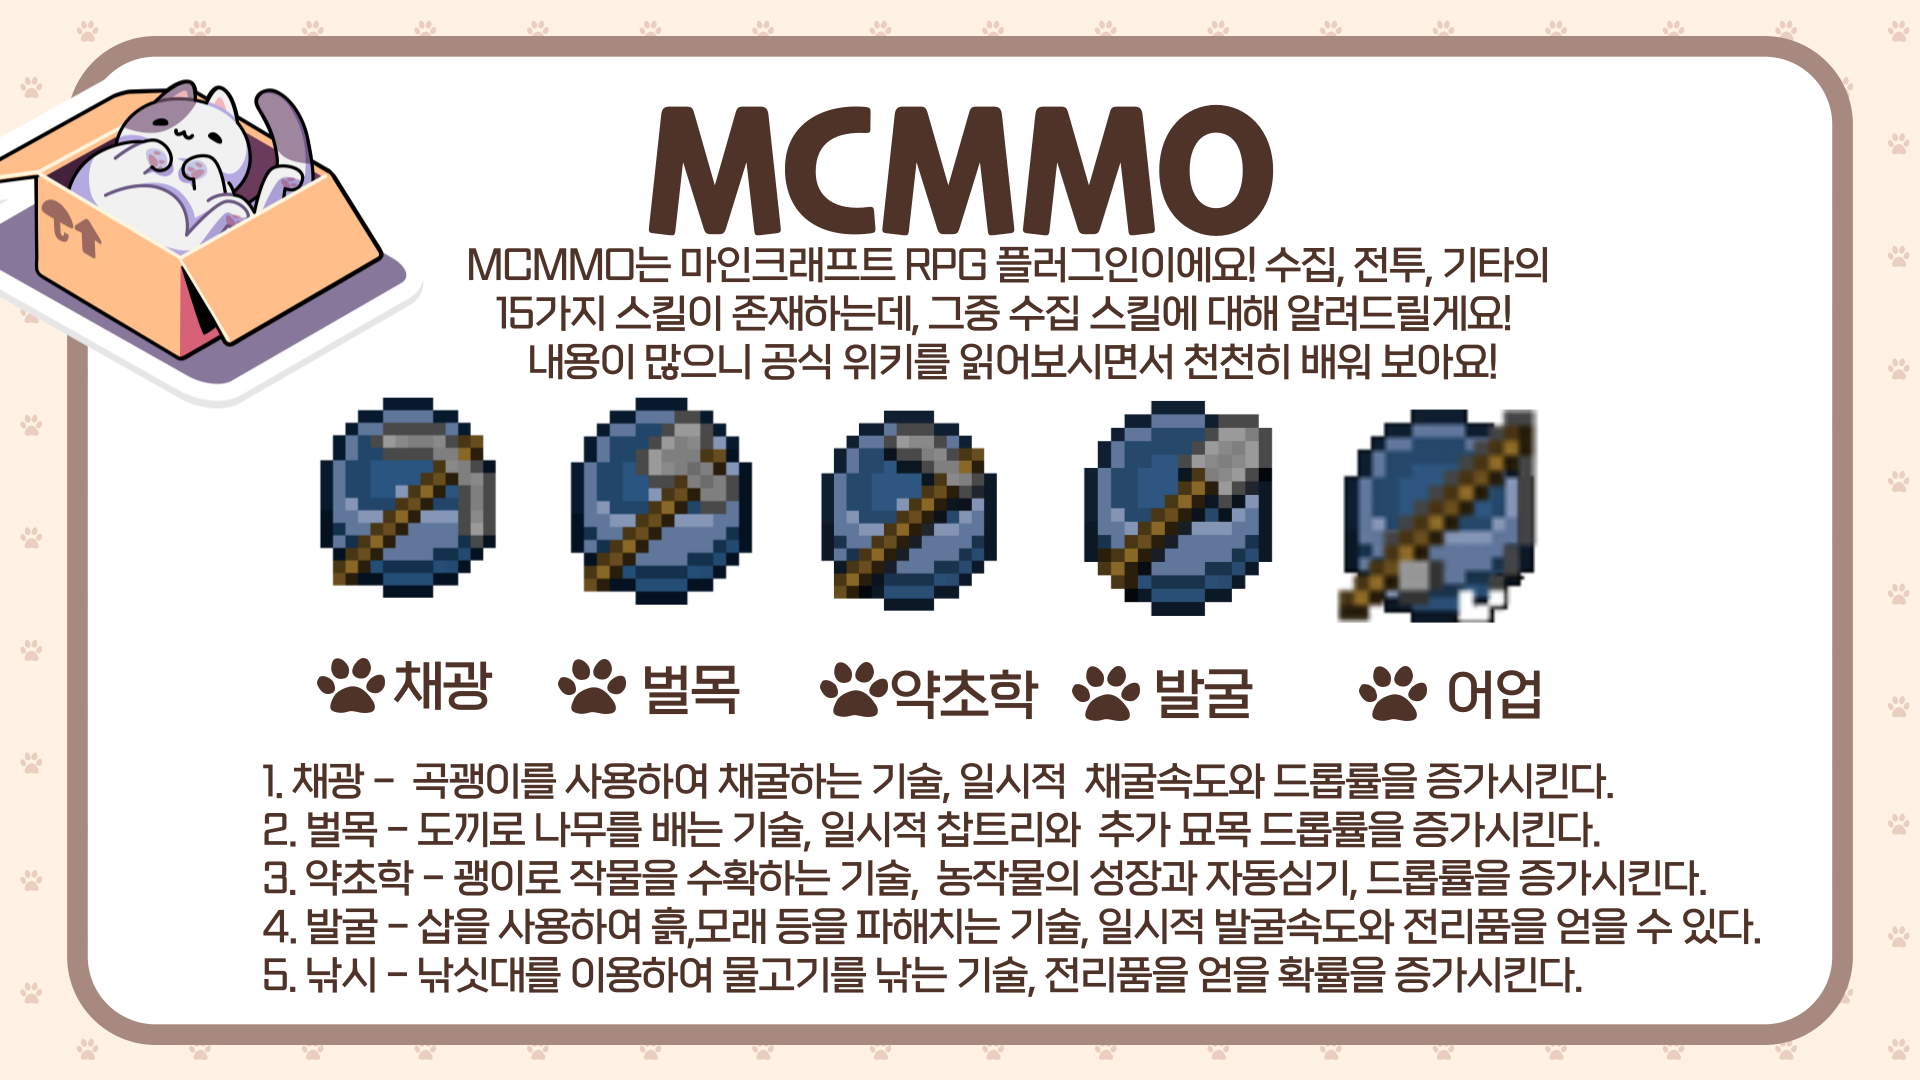 MCMMO
MCMMO는 마인크래프트 RPG 플러그인이에요! 수집, 전투, 기타의
15가지 스킬이 존재하는데, 그중 수집 스킬에 대해 알려드릴게요!
내용이 많으니 공식 위키를 읽어보시면서 천천히 배워 보아요!
채광 벌목 약초학 발굴 어업
1. 채광 - 곡괭이를 사용하여 채굴하는 기술, 일시적 채굴속도와 드롭률을 증가시킨다.
2. 벌목 - 도끼로 나무를 배는 기술, 일시적 찹트리와 추가 묘목 드롭률을 증가시킨다.
3. 약초학 - 괭이로 작물을 수확하는 기술, 농작물의 성장과 자동심기, 드롭률을 증가시킨다.
4. 발굴 - 삽을 사용하여 흙,모래 등을 파해치는 기술, 일시적 발굴속도와 전리품을 얻을 수 있다.
5. 낚시 - 낚싯대를 이용하여 물고기를 낚는 기술, 전리품을 얻을 확률을 증가시킨다.